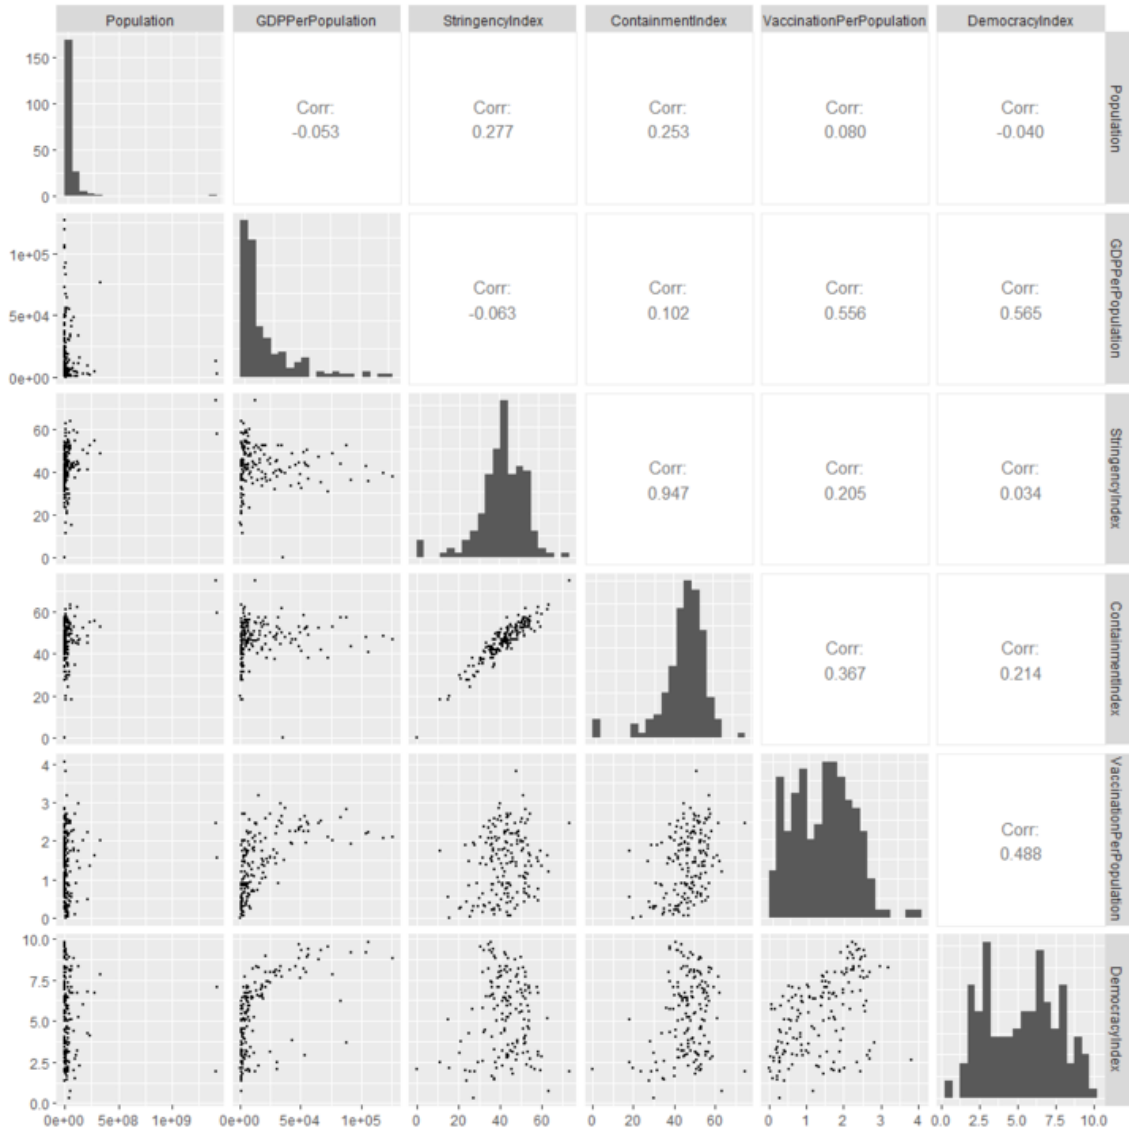 Population GDPPerPopulation StringencyIndex ContainmentIndex VaccinationPerPopulation DemocracyIndex
150
100
50
0
Corr:
-0.053
Corr:
0.277
Corr:
0.253
Corr:
0.080
Corr:
-0.040
Population
1e+05
5e+04
0e+00
Corr:
-0.063
Corr:
0.102
Corr:
0.556
Corr:
0.565
GDPPerPopulation
60
40
20
0
Corr:
0.947
Corr:
0.205
Corr:
0.034
StringencyIndex
60
40
20
0
Corr:
0.367
Corr:
0.214
ContainmentIndex
4
3
2
1
0
Corr:
0.488
VaccinationPerPopulation
10.0
7.5
5.0
2.5
0.0
DemocracyIndex
0e+00 5e+08 1e+09 0e+00 5e+04 1e+05 0 20 40 60 0 20 40 60 0 1 2 3 4 0.0 2.5 5.0 7.5 10.0